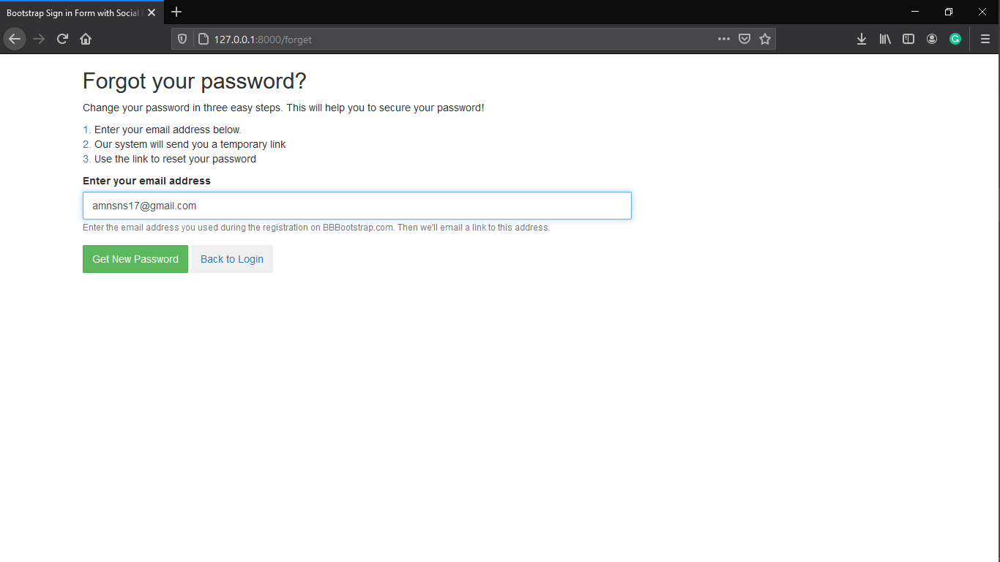 Bootstrap Sign in Form with Social
127.0.0.1:8000/forget
Forgot your password?
Change your password in three easy steps. This will help you to secure your password!
1. Enter your email address below.
2. Our system will send you a temporary link
3. Use the link to reset your password
Enter your email address
amnsns17@gmail.com
Enter the email address you used during the registration on BBBootstrap.com. Then we'll email a link to this address.
Get New Password Back to Login